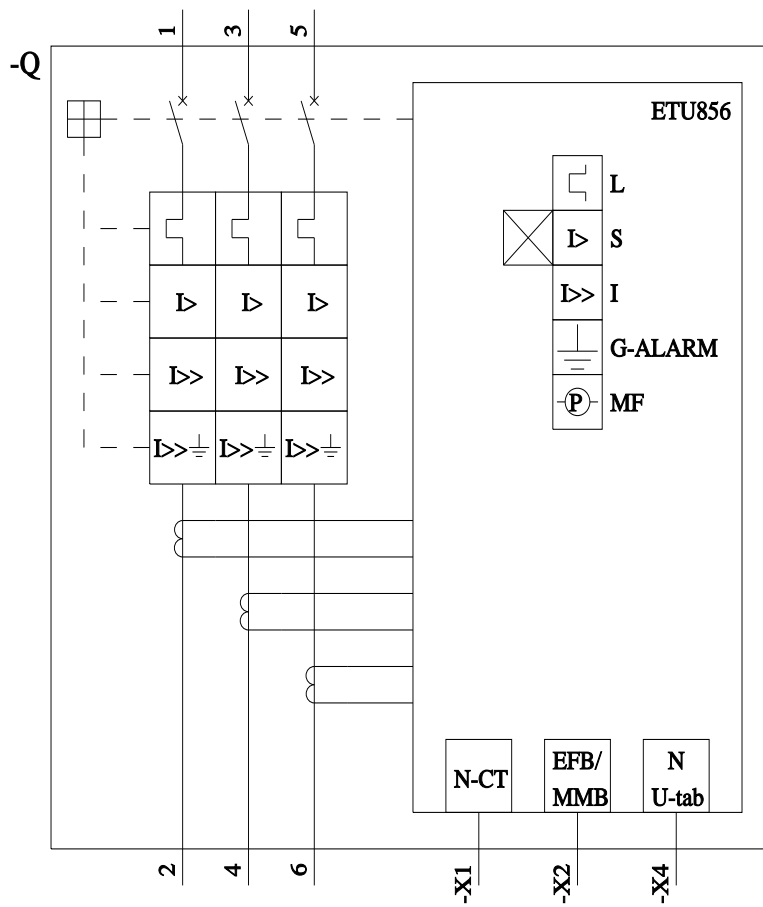 1 3 5
-Q
ETU856
L
I> S
I>> I
G-ALARM
P MF
I> I> I>
I>> I>> I>>
I>> I>> I>>
N-CT
EFB/
MMB
N
U-tab
2 4 6
-X1 -X2 -X4